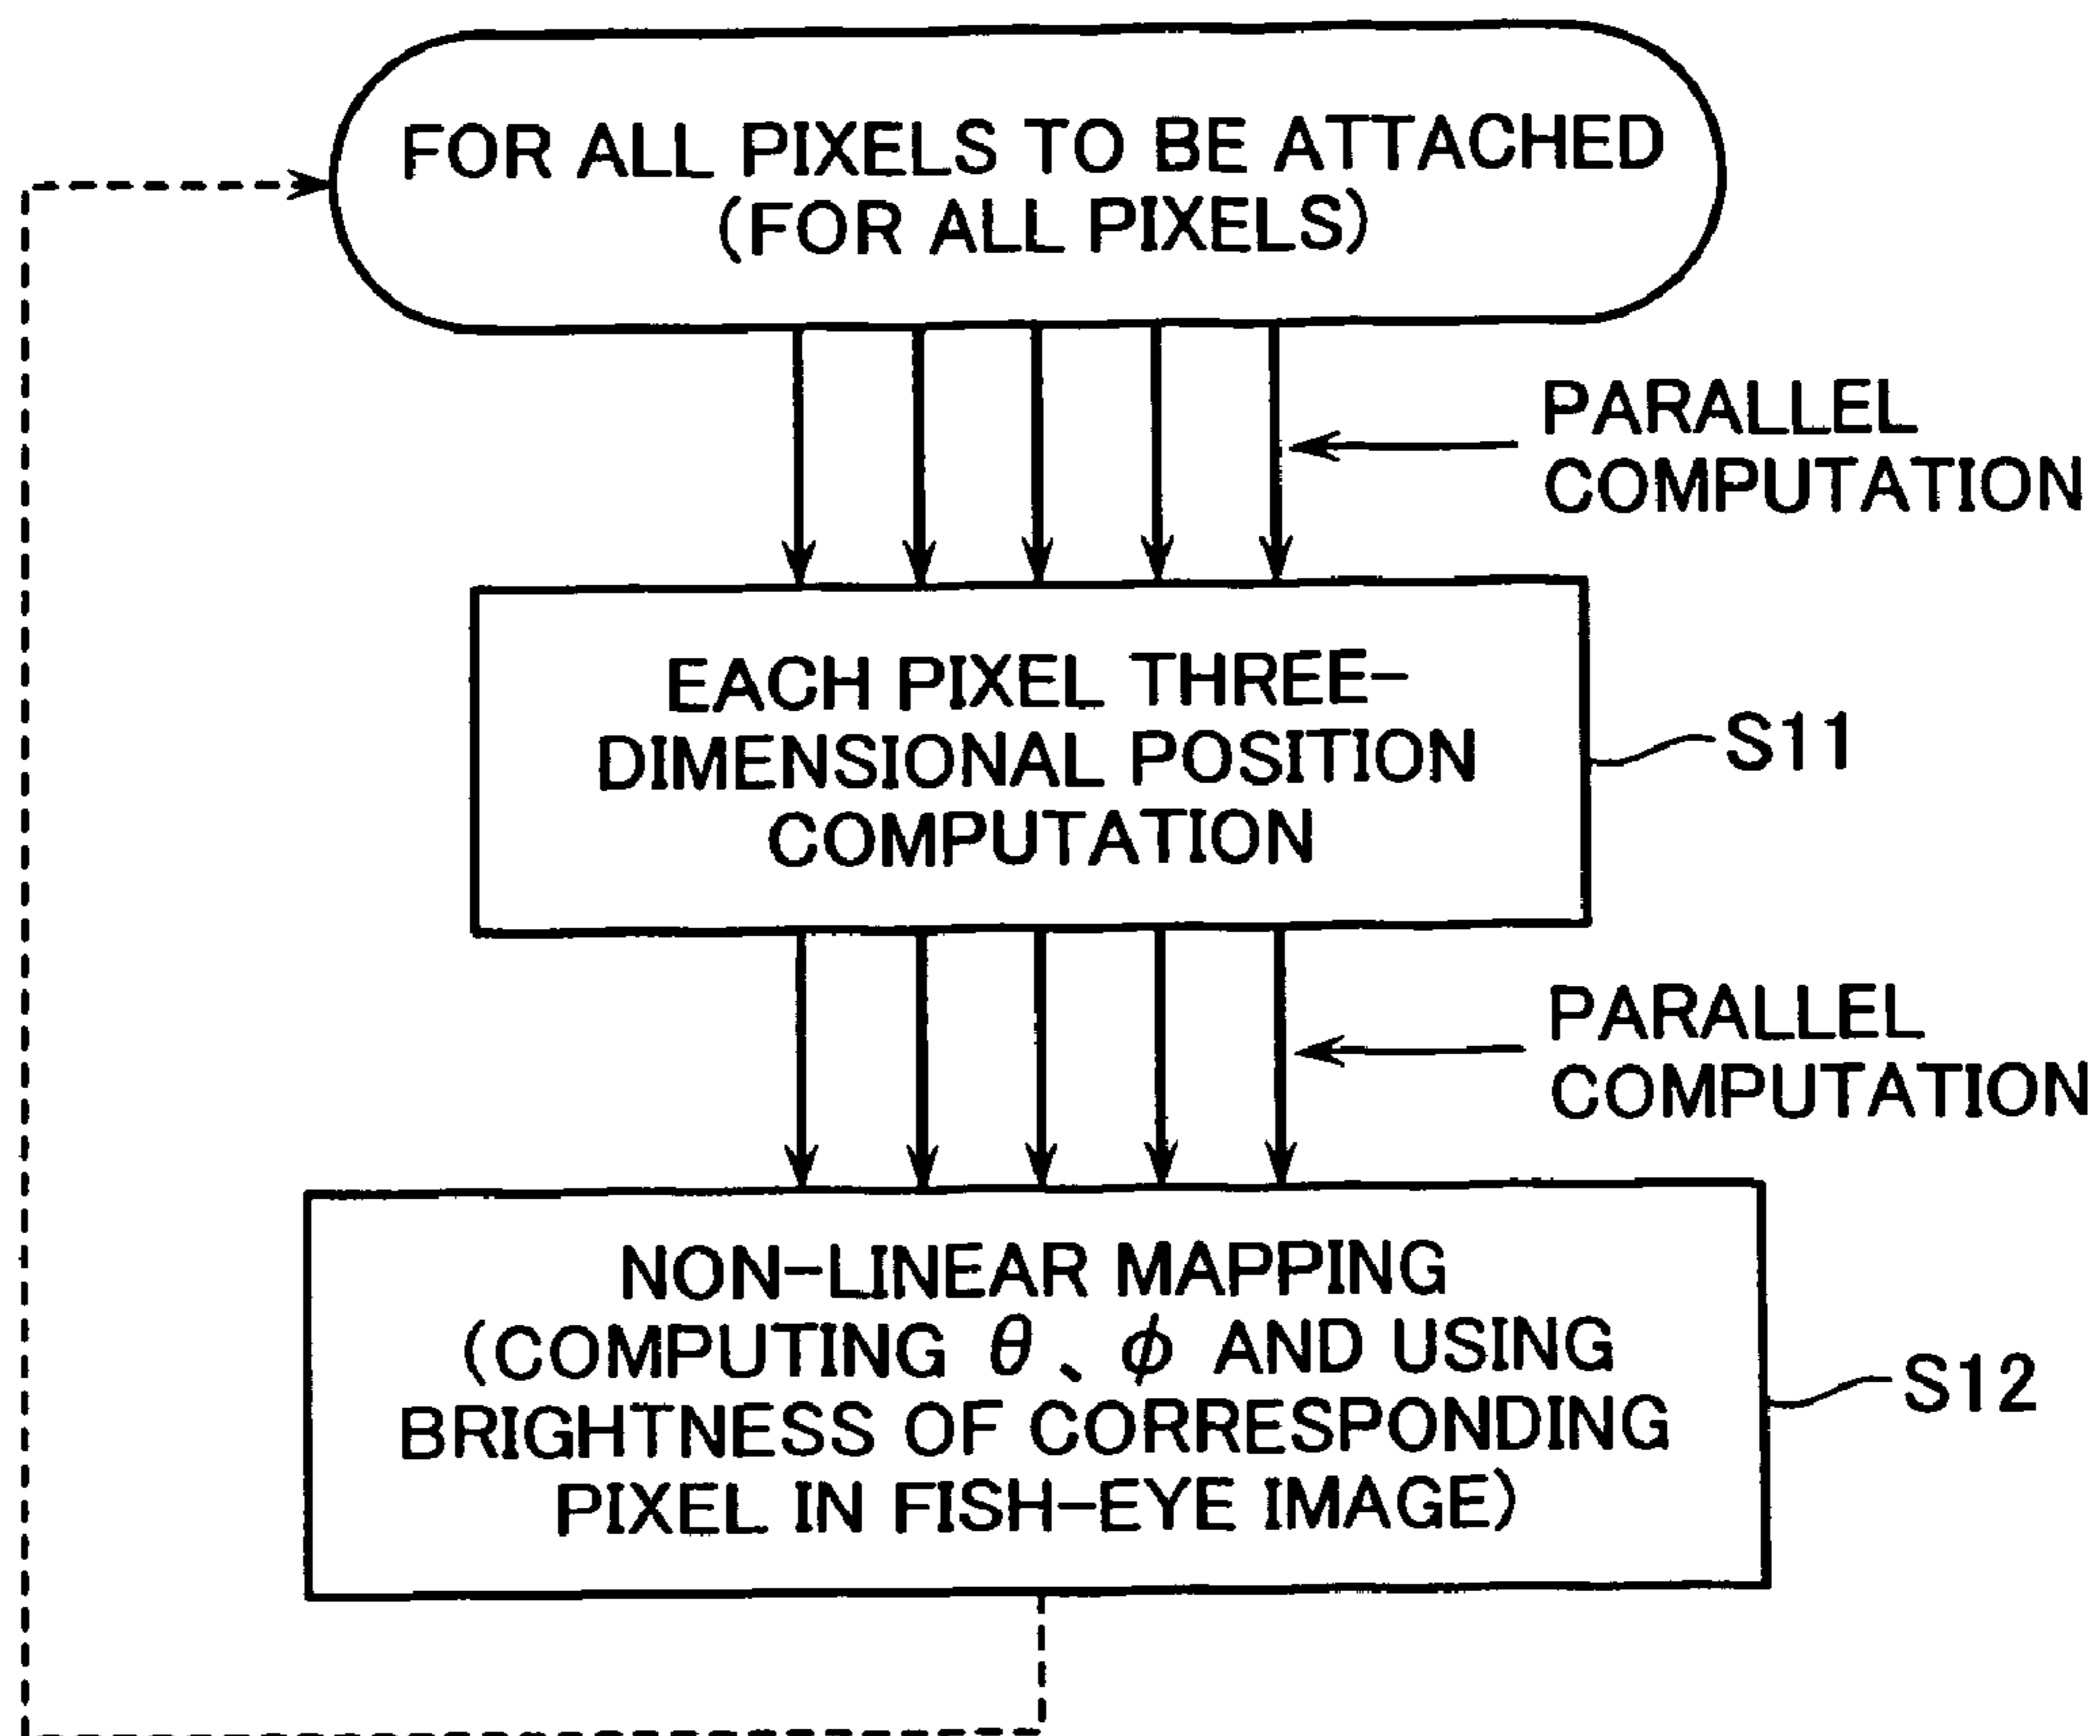 FOR ALL PIXELS TO BE ATTACHED
(FOR ALL PIXELS)
PARALLEL
COMPUTATION
EACH PIXEL THREE-
DIMENSIONAL POSITION
COMPUTATION
S11
PARALLEL
COMPUTATION
NON-LINEAR MAPPING
(COMPUTING θ、ϕ AND USING
BRIGHTNESS OF CORRESPONDING
PIXEL IN FISH-EYE IMAGE)
S12